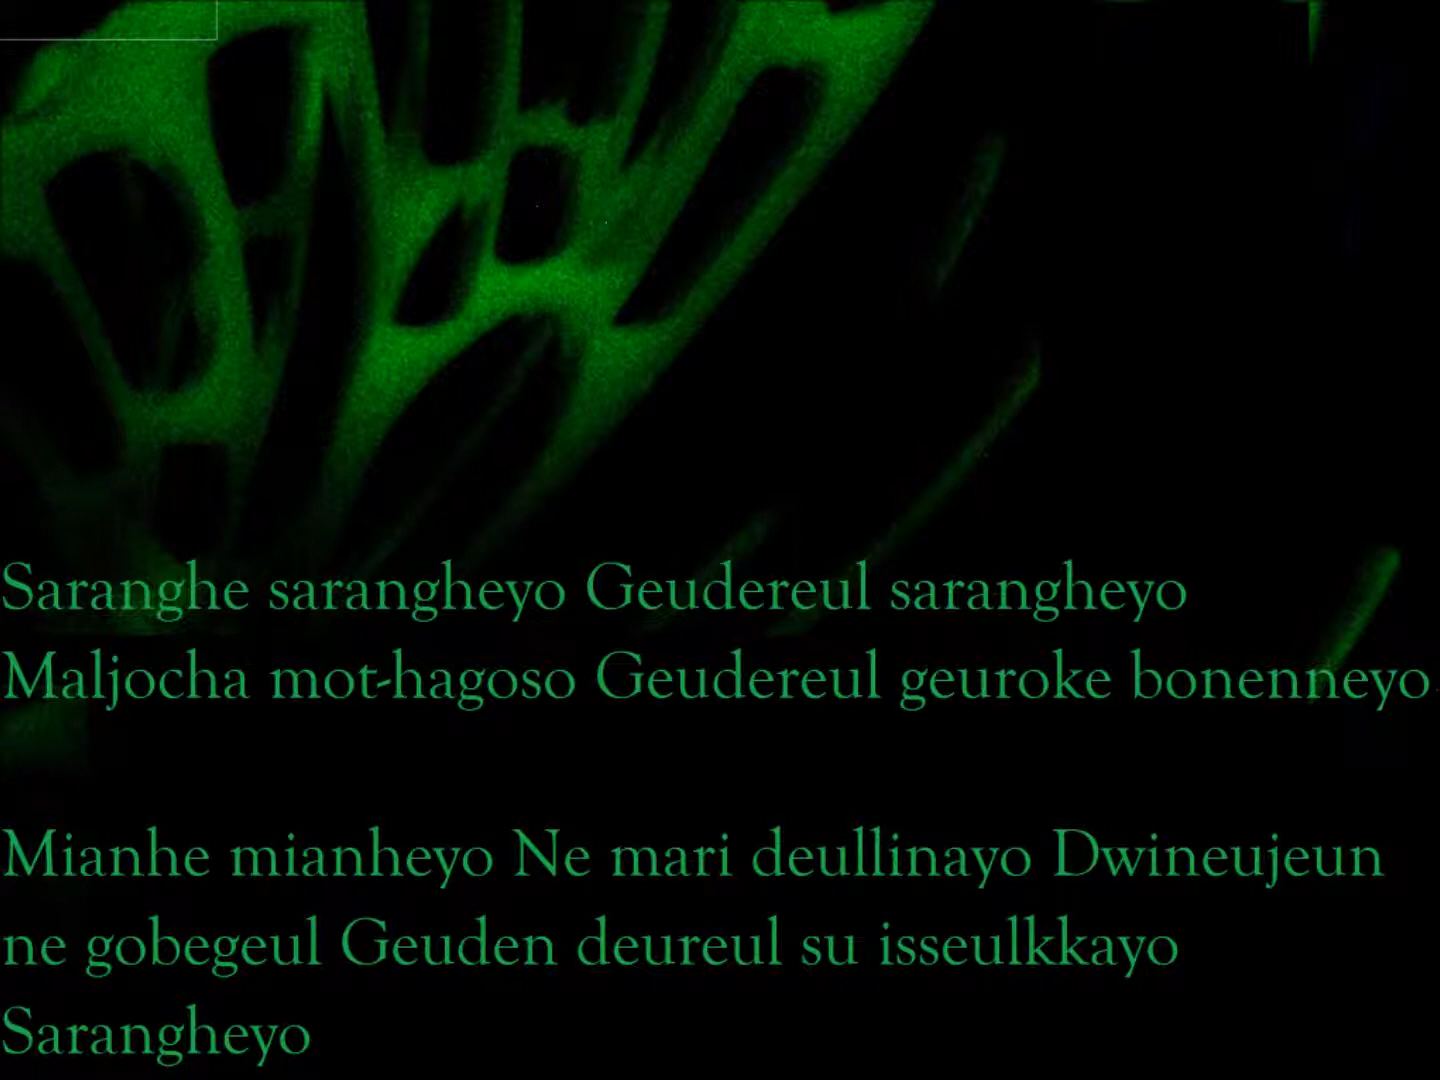 Saranghe sarangheyo Geudereul sarangheyo
Maljocha mot-hagoso Geudereul geuroke bonenneyo
Mianhe mianheyo Ne mari deullinayo Dwineujeun
ne gobegeul Geuden deureul su isseulkkayo
Sarangheyo